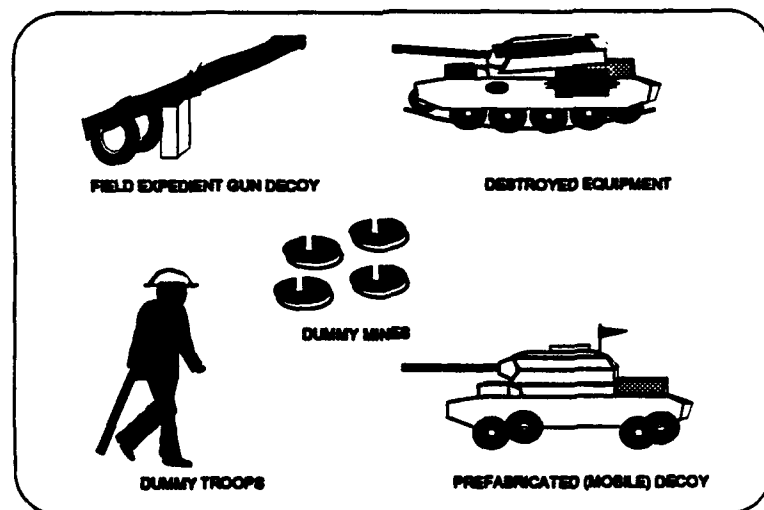 FIELD EXPEDIENT GUN DECOY
DESTROYED EQUIPMENT
DUMMY MINES
DUMMY TROOPS
PREFABRICATED (MOBILE) DECOY